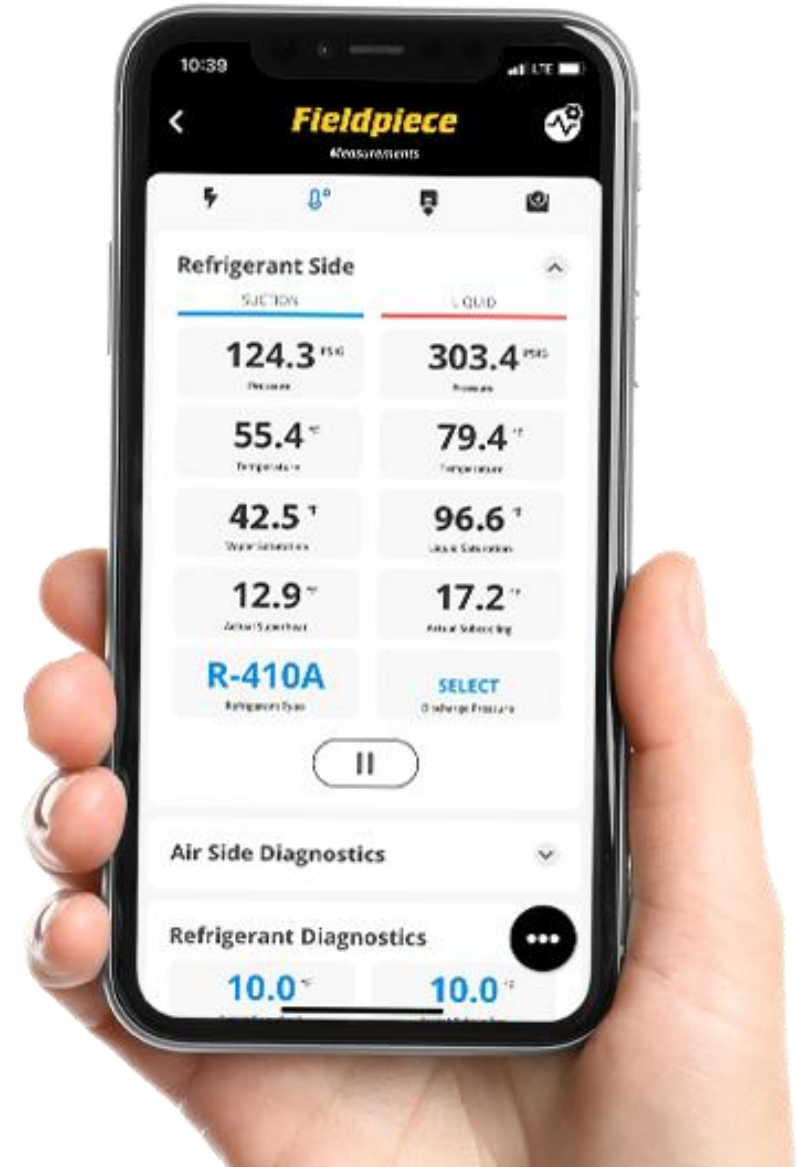 10:39
LTE
Fieldpiece
Measurements
Refrigerant Side
SUCTION LIQUID
124.3 PSIG 303.4 PSIG
Pressure Pressure
55.4 °F 79.4 °F
Temperature Temperature
42.5 °F 96.6 °F
Vapor Saturation Liquid Saturation
12.9 °F 17.2 °F
Actual Superheat Actual Subcooling
R-410A SELECT
Refrigerant Type Discharge Pressure
Air Side Diagnostics
Refrigerant Diagnostics
10.0 °F 10.0 °F